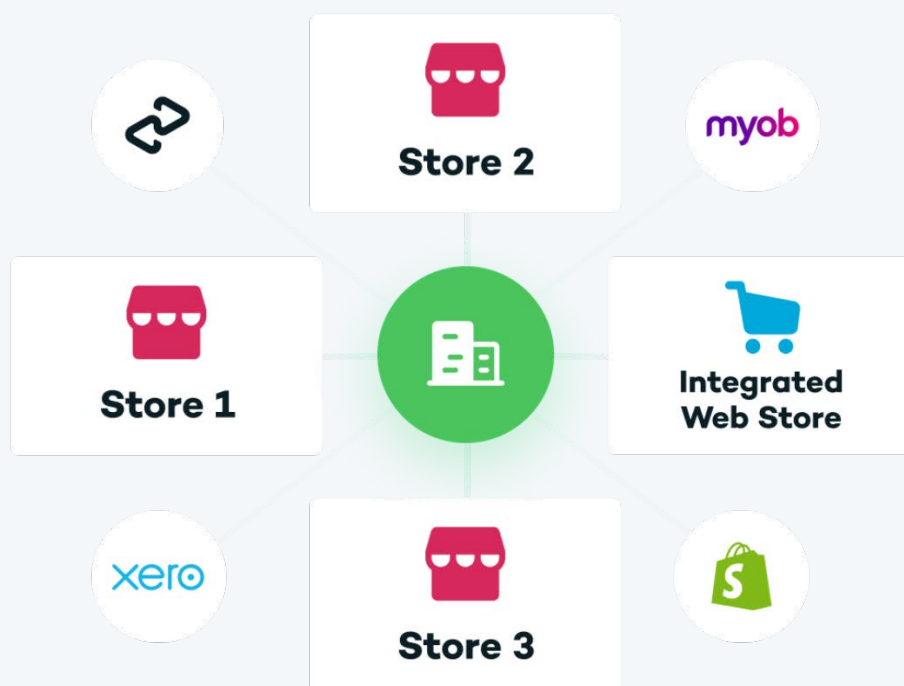 Store 2
myob
Store 1
Integrated
Web Store
xero
S
Store 3